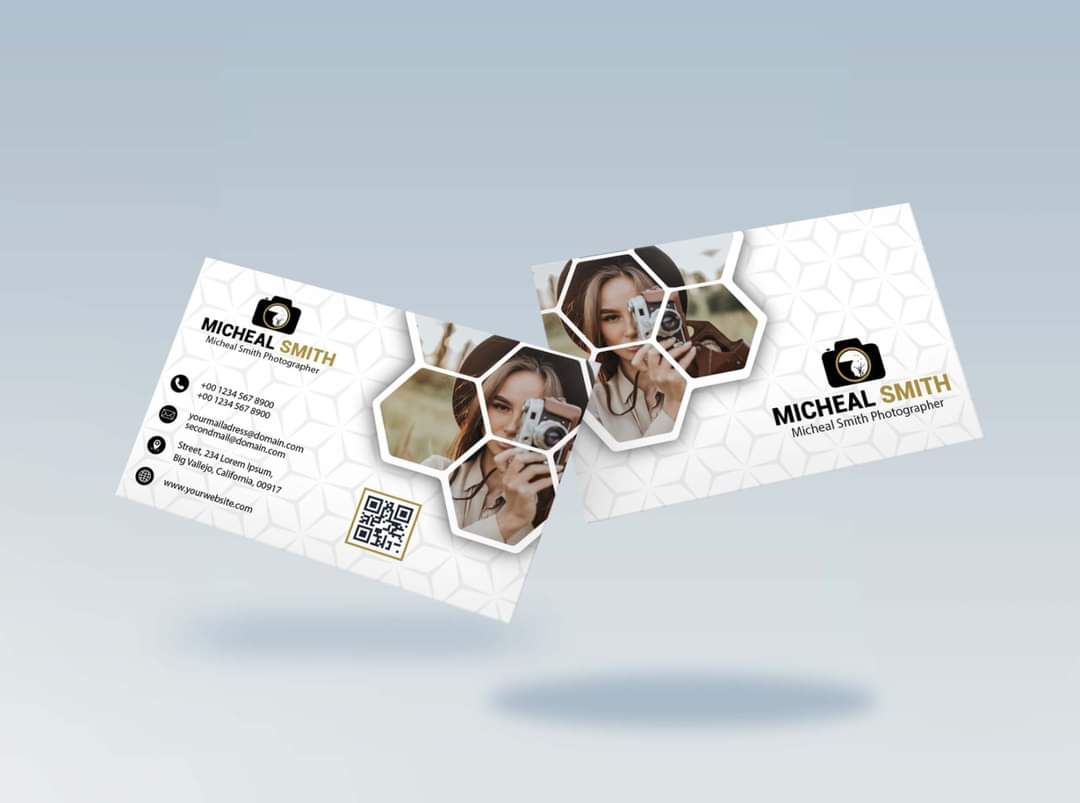 MICHEAL SMITH
Micheal Smith Photographer
+00 1234 567 8900
+00 1234 567 8900
yourmailadress@domain.com
secondmail@domain.com
Street, 234 Lorem Ipsum,
Big Vallejo, California, 00917
www.yourwebsite.com
MICHEAL SMITH
Micheal Smith Photographer